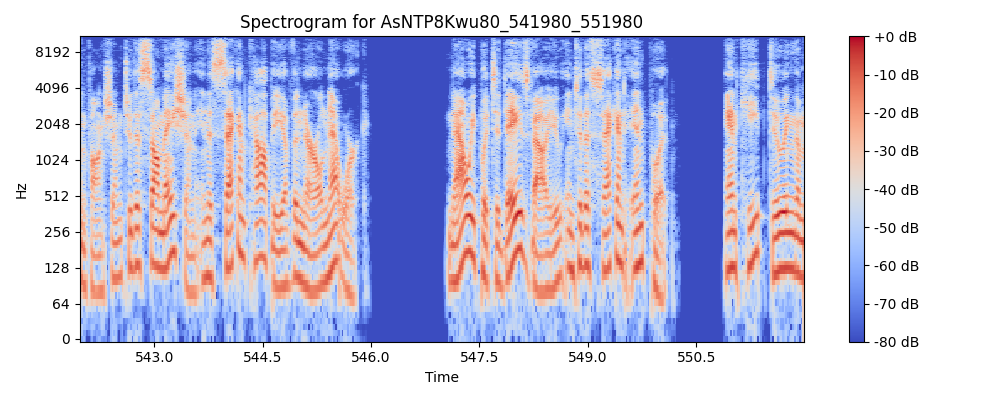 Spectrogram for AsNTP8Kwu80_541980_551980
Hz
8192
4096
2048
1024
512
256
128
64
0
543.0 544.5 546.0 547.5 549.0 550.5
Time
+0 dB
-10 dB
-20 dB
-30 dB
-40 dB
-50 dB
-60 dB
-70 dB
-80 dB